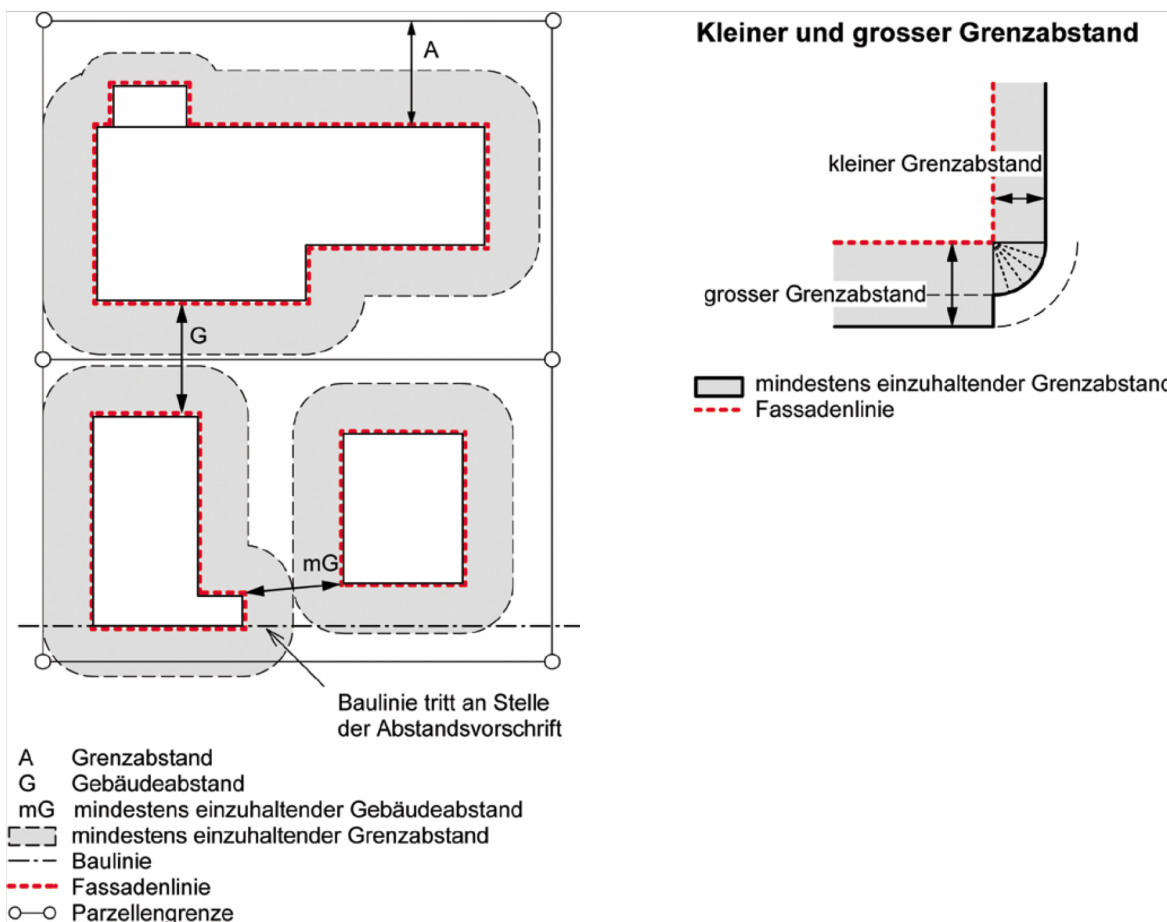 A
G
mG
Baulinie tritt an Stelle
der Abstandsvorschrift
A Grenzabstand
G Gebäudeabstand
mG mindestens einzuhaltender Gebäudeabstand
mindestens einzuhaltender Grenzabstand
Baulinie
Fassadenlinie
Parzellengrenze
Kleiner und grosser Grenzabstand
kleiner Grenzabstand
grosser Grenzabstand
mindestens einzuhaltender Grenzabstand
Fassadenlinie